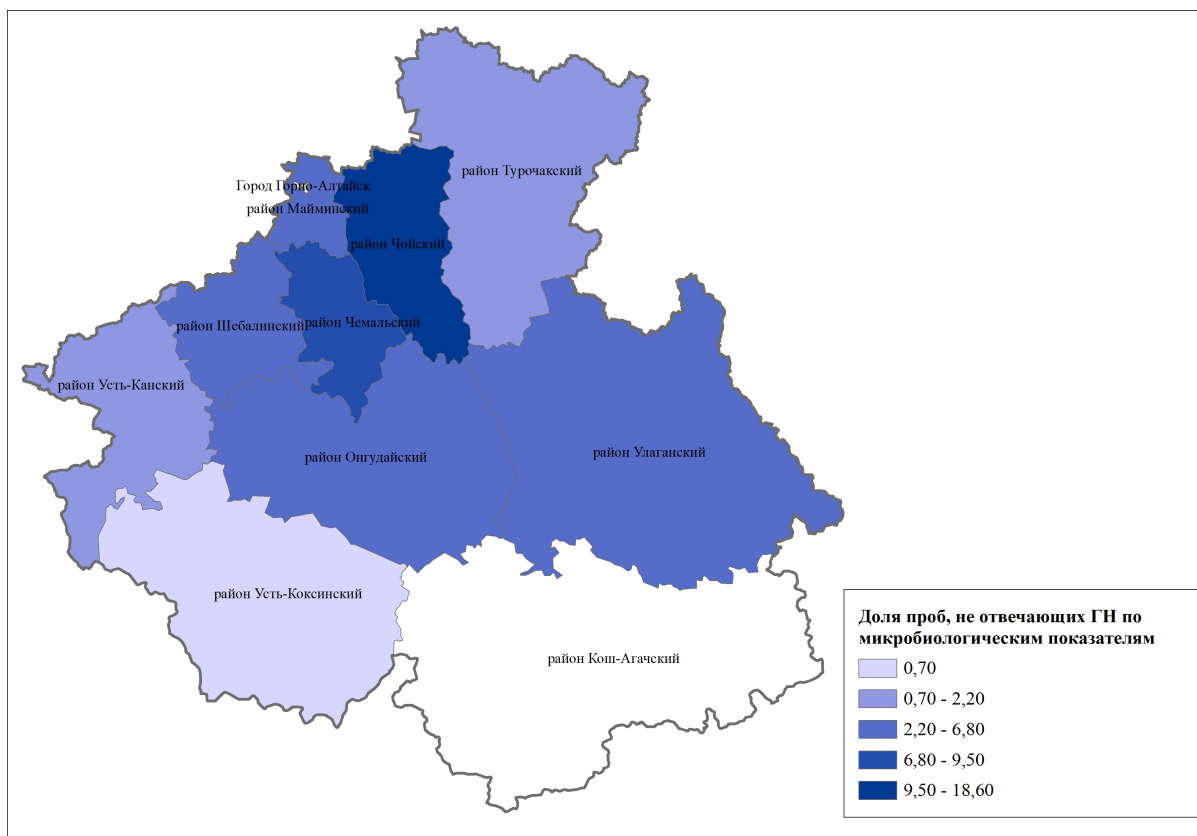 район Турочакский
Город Горно-Алтайск
район Майминский
район Чойский
район Шебалинский
район Чемальский
район Усть-Канский
район Улаганский
район Онгудайский
район Усть-Коксинский
район Кош-Агачский
Доля проб, не отвечающих ГН по
микробиологическим показателям
0,70
0,70 - 2,20
2,20 - 6,80
6,80 - 9,50
9,50 - 18,60